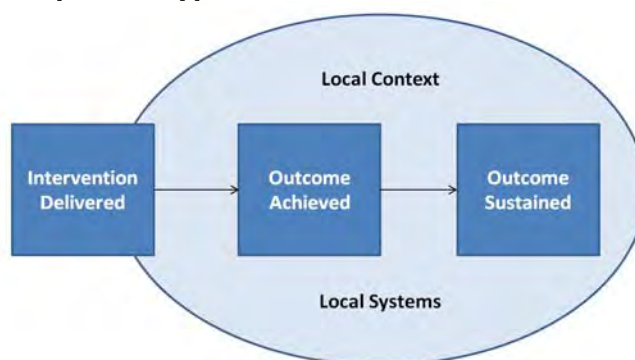 Local Context
Intervention
Delivered
Outcome
Achieved
Outcome
Sustained
Local Systems